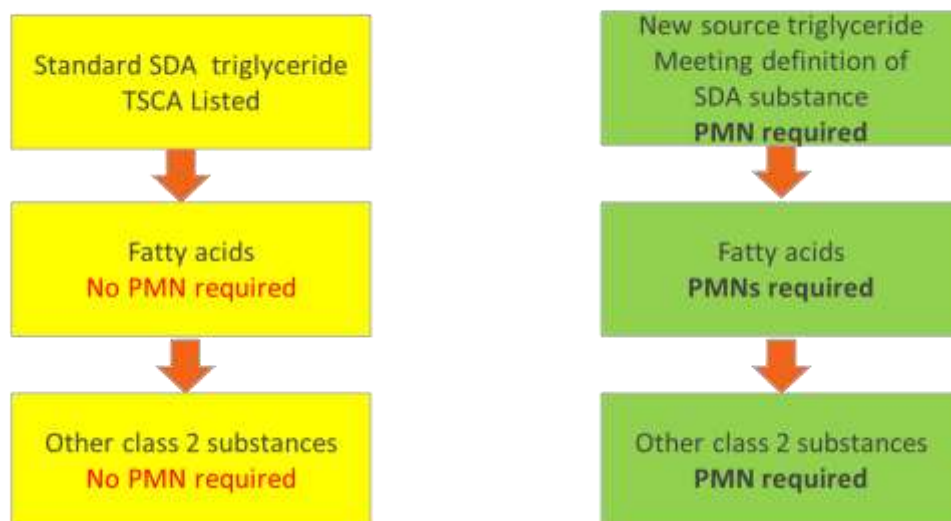 Standard SDA triglyceride
TSCA Listed
Fatty acids
No PMN required
Other class 2 substances
No PMN required
New source triglyceride
Meeting definition of
SDA substance
PMN required
Fatty acids
PMNs required
Other class 2 substances
PMN required